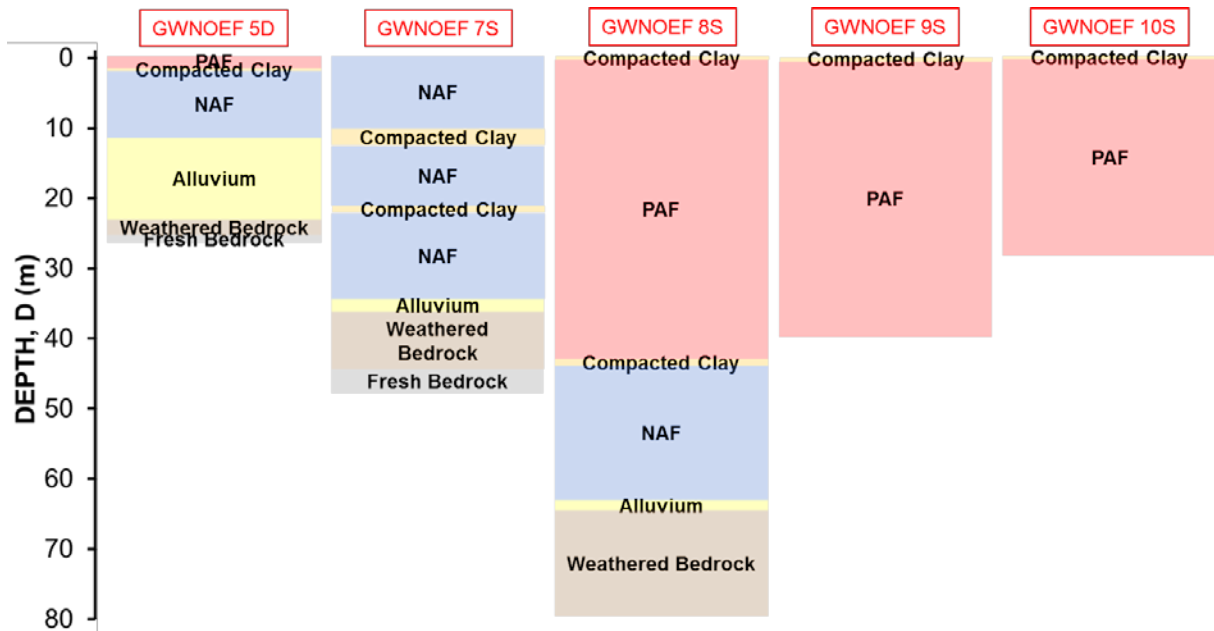 GWNOEF 5D
GWNOEF 7S
GWNOEF 8S
GWNOEF 9S
GWNOEF 10S
DEPTH, D (m)
0
10
20
30
40
50
60
70
80
PAF
Compacted Clay
NAF
Alluvium
Weathered Bedrock
Fresh Bedrock
NAF
Compacted Clay
NAF
Compacted Clay
NAF
Alluvium
Weathered
Bedrock
Fresh Bedrock
Compacted Clay
PAF
Compacted Clay
NAF
Alluvium
Weathered Bedrock
Compacted Clay
PAF
Compacted Clay
PAF